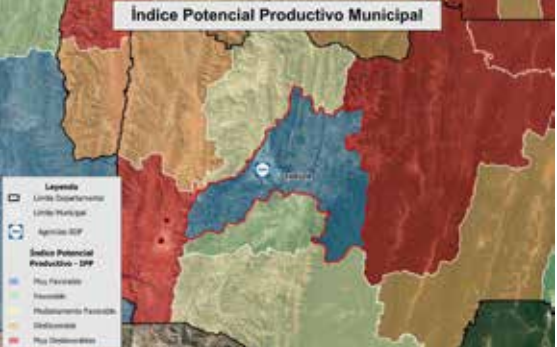 Índice Potencial Productivo Municipal
Leyenda
Límite Departamental
Límite Municipal
Agencias BDP
Índice Potencial
Productivo - IPP
Muy Favorable
Favorable
Medianamente Favorable
Desfavorable
Muy Desfavorable